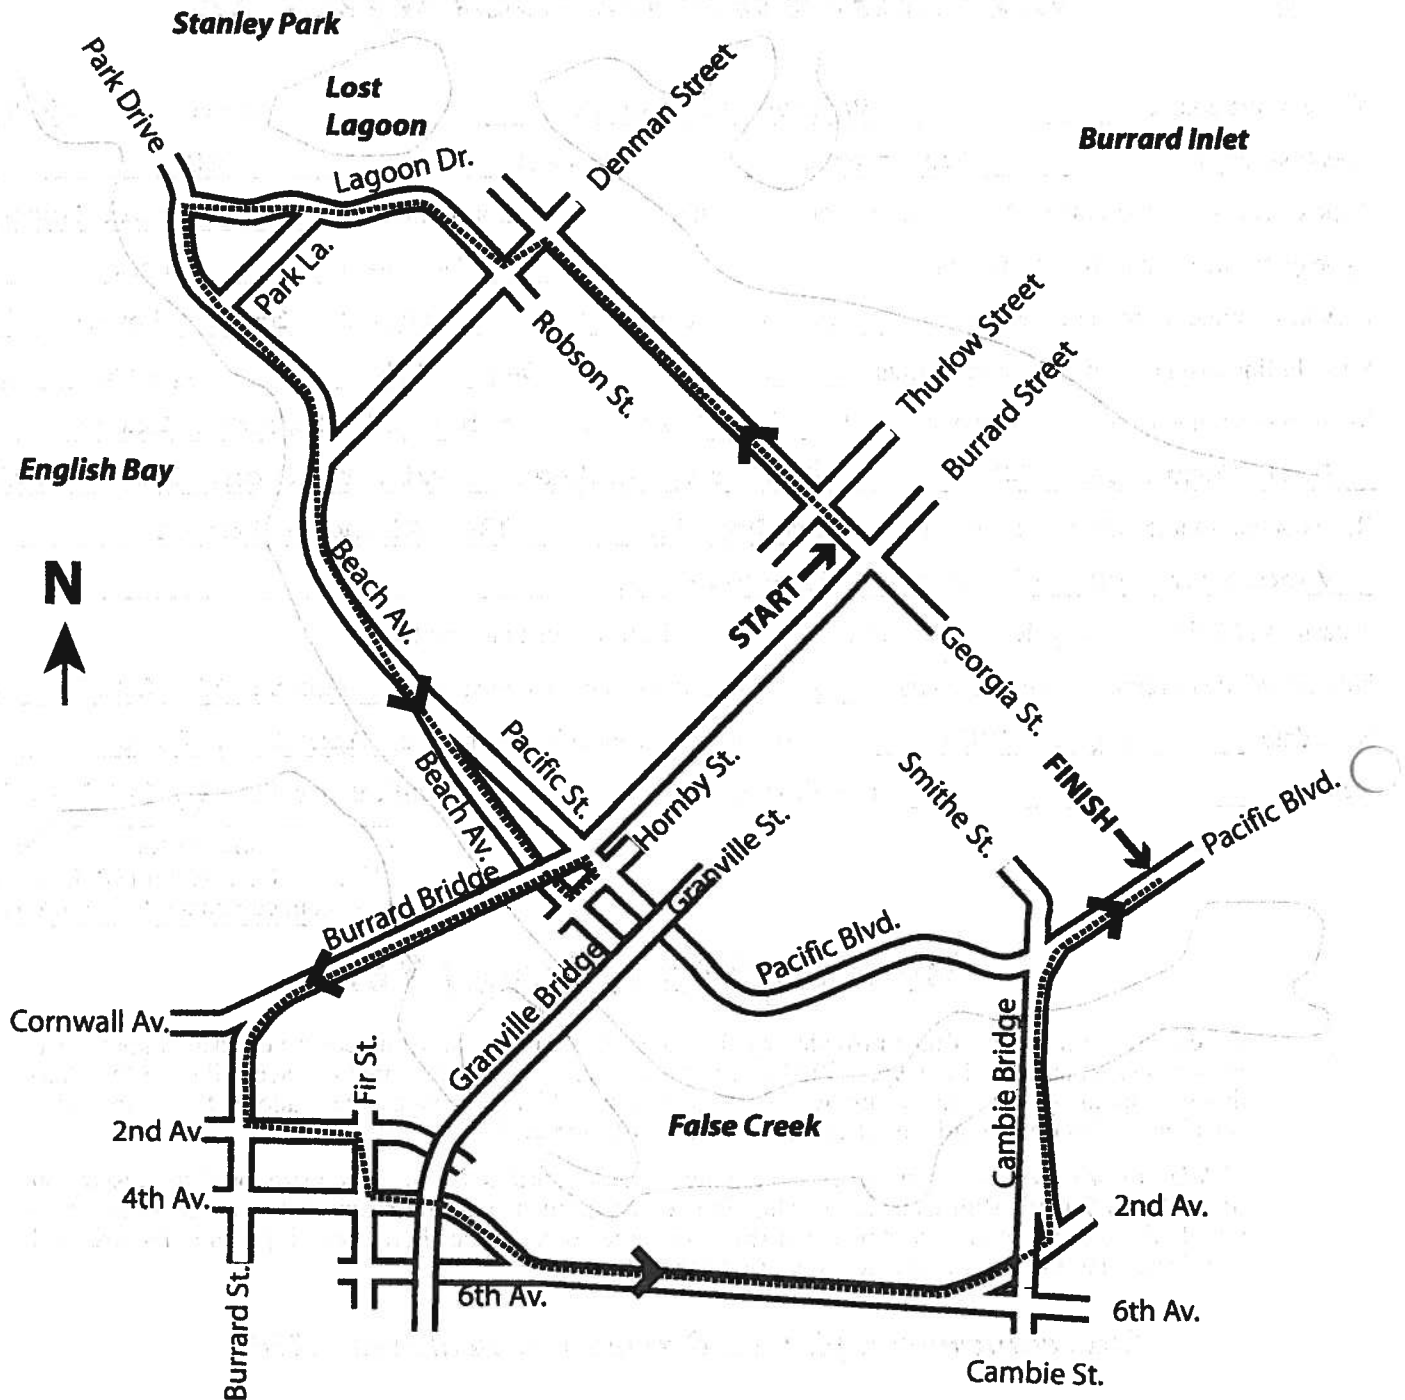 Stanley Park
Park Drive
Lost
Lagoon
Lagoon Dr.
Denman Street
Burrard Inlet
Park La.
Robson St.
Thurlow Street
Burrard Street
English Bay
N
Beach Av.
START
Georgia St.
Pacific St.
Beach Av.
Hornby St.
Granville St.
Smithe St.
FINISH
Pacific Blvd.
Burrard Bridge
Pacific Blvd.
Cornwall Av.
Granville Bridge
Fir St.
Cambie Bridge
2nd Av.
False Creek
4th Av.
2nd Av.
Burrard St.
6th Av.
6th Av.
Cambie St.